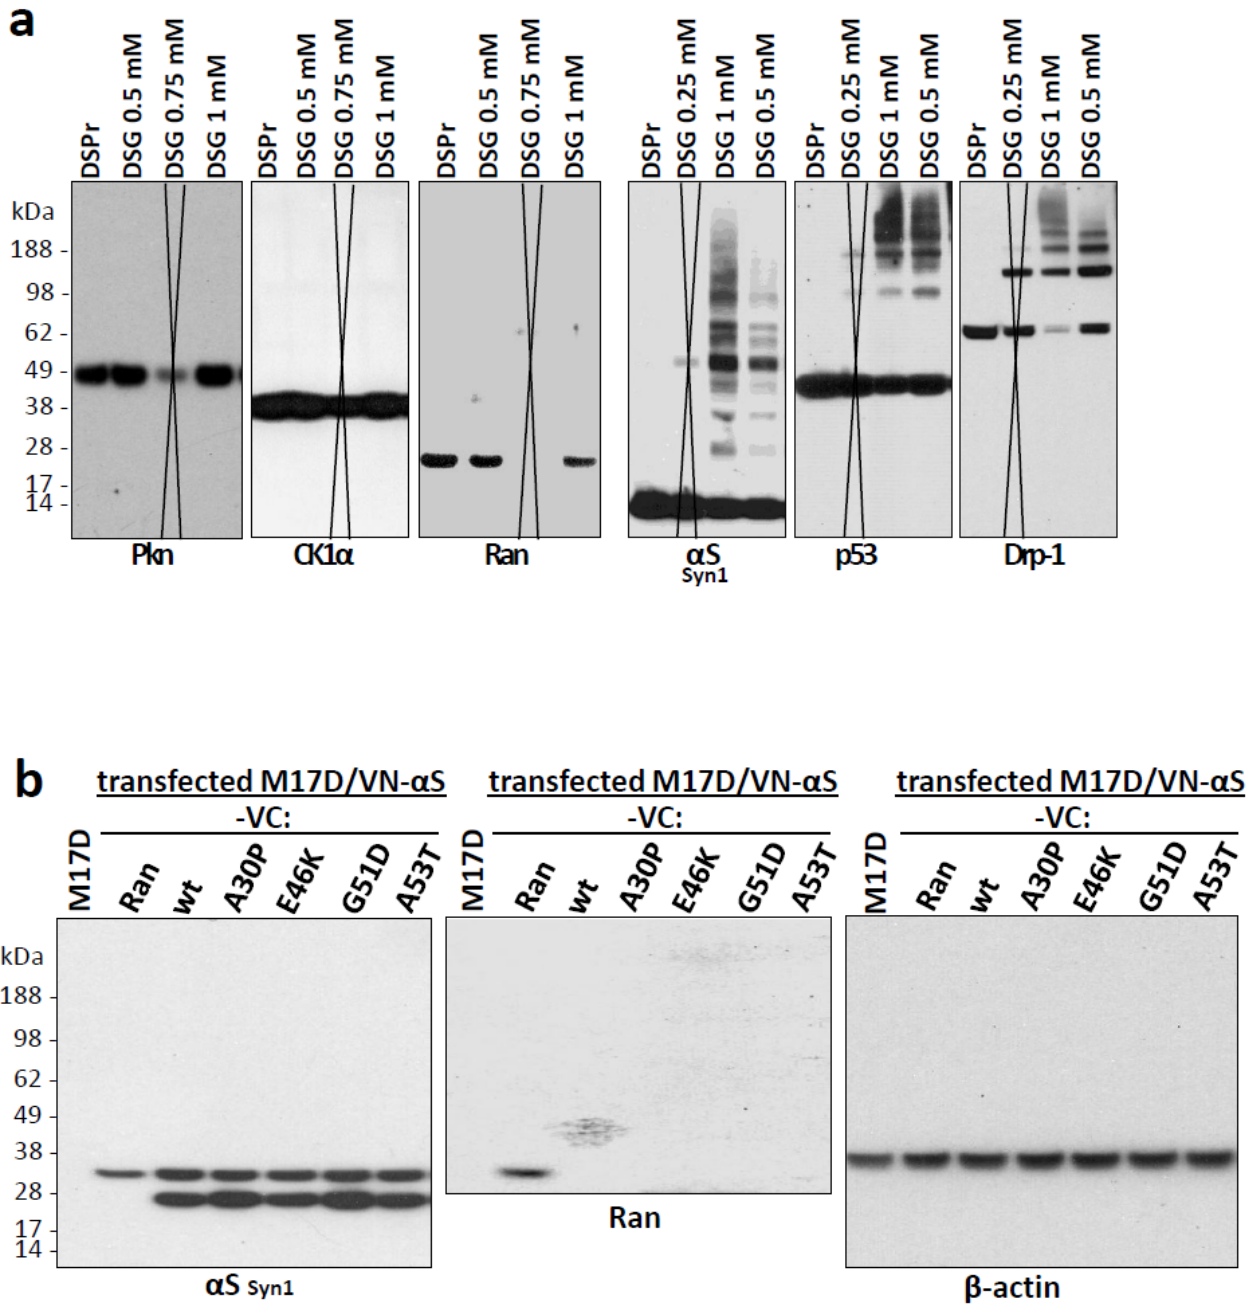 a
DSPr DSG 0.5 mM DSG 0.75 mM DSG 1 mM
DSPr DSG 0.5 mM DSG 0.75 mM DSG 1 mM
DSPr DSG 0.5 mM DSG 0.75 mM DSG 1 mM
DSPr DSG 0.25 mM DSG 1 mM DSG 0.5 mM
DSPr DSG 0.25 mM DSG 1 mM DSG 0.5 mM
DSPr DSG 0.25 mM DSG 1 mM DSG 0.5 mM
kDa
188 -
98 -
62 -
49 -
38 -
28 -
17 -
14 -
Pkn CK1α Ran αS p53 Drp-1
Syn1
b
transfected M17D/VN-αS transfected M17D/VN-αS transfected M17D/VN-αS
-VC: -VC: -VC:
M17D Ran wt A30P E46K G51D A53T
M17D Ran wt A30P E46K G51D A53T
M17D Ran wt A30P E46K G51D A53T
kDa
188 -
98 -
62 -
49 -
38 -
28 -
17 -
14 -
αS Syn1
Ran
β-actin